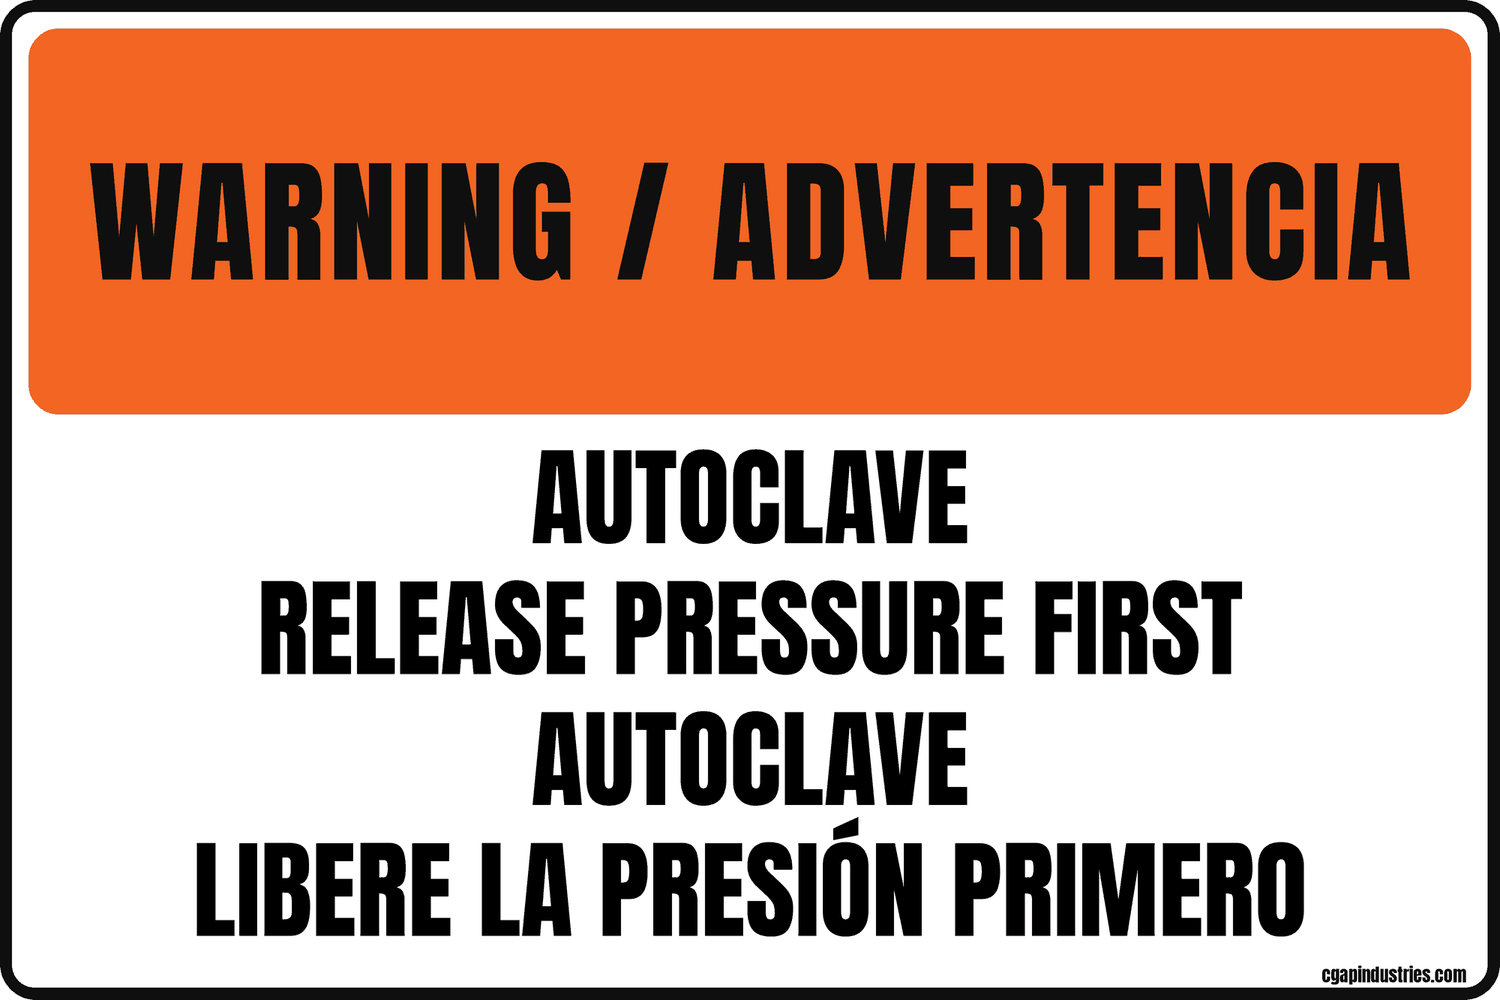 WARNING / ADVERTENCIA
AUTOCLAVE
RELEASE PRESSURE FIRST
AUTOCLAVE
LIBERE LA PRESIÓN PRIMERO
cgapindustries.com